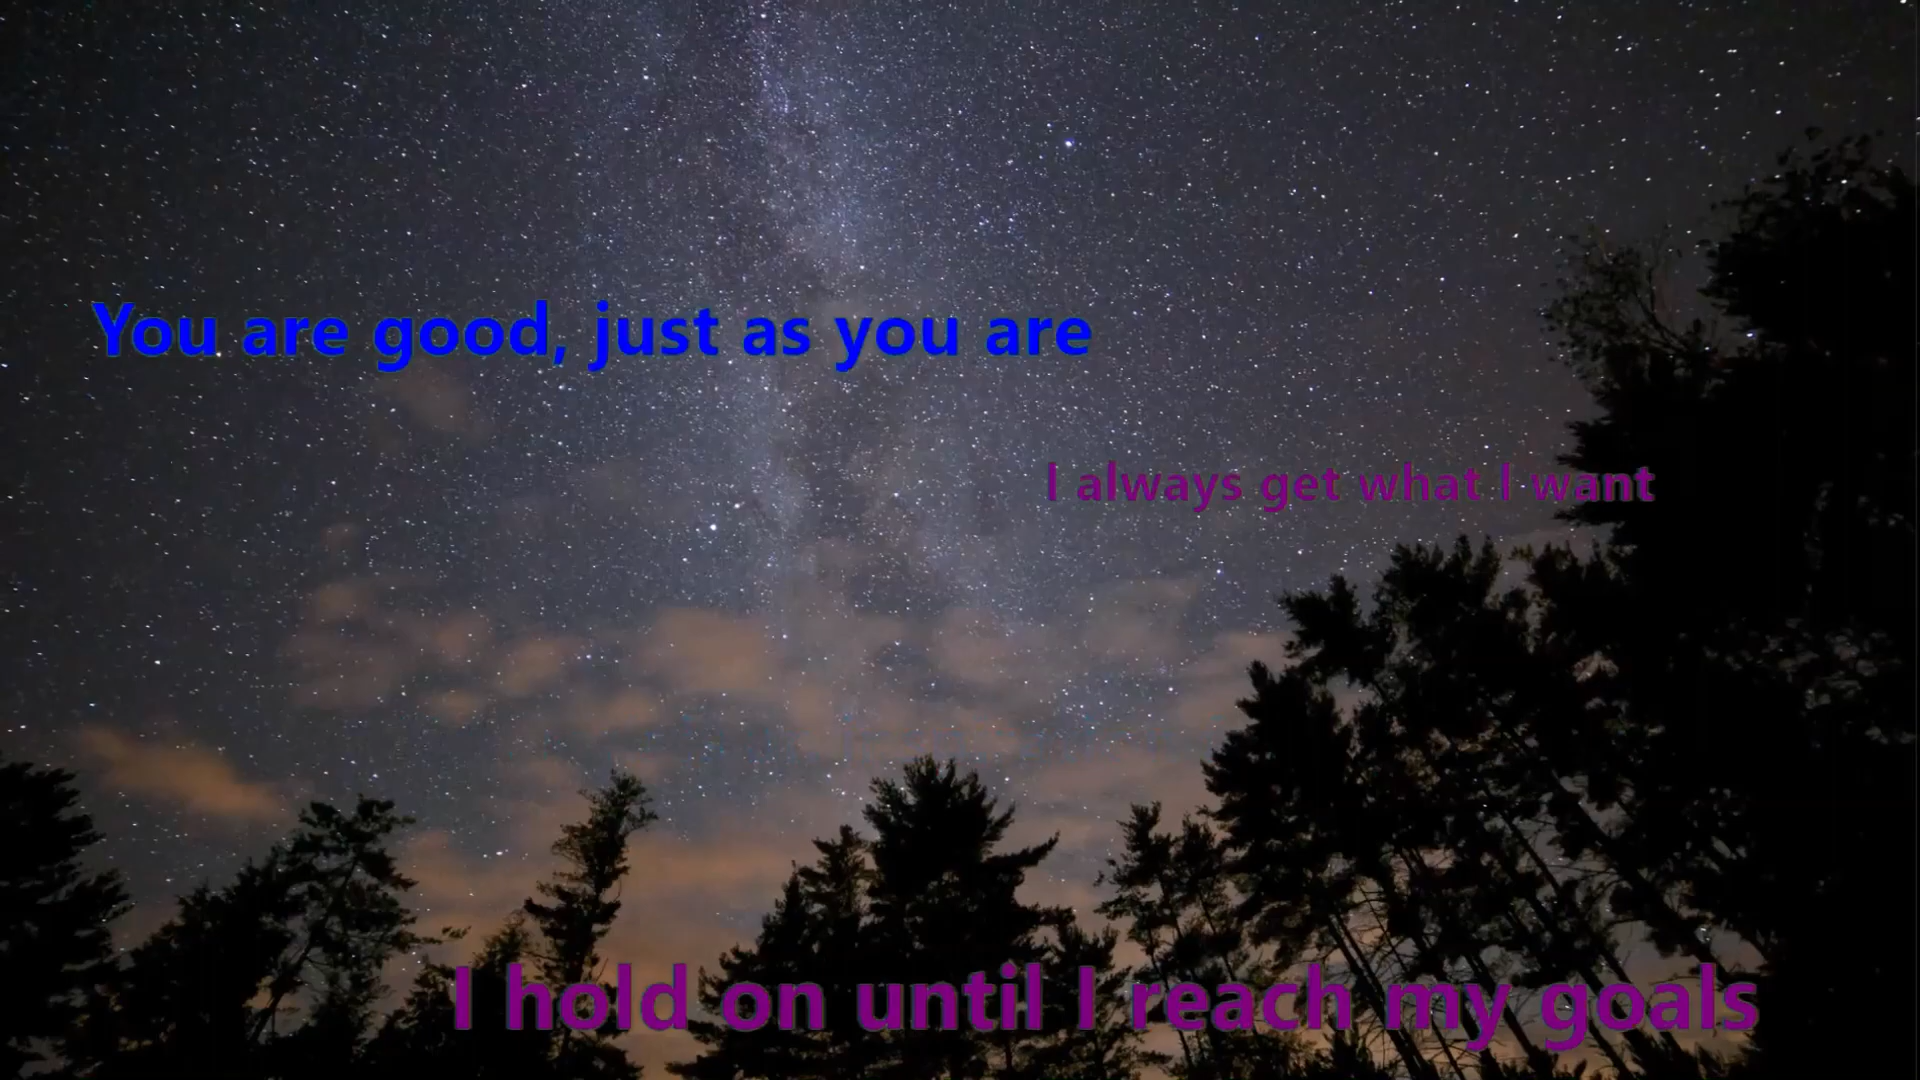 You are good, just as you are
I always get what I want
I hold on until I reach my goals